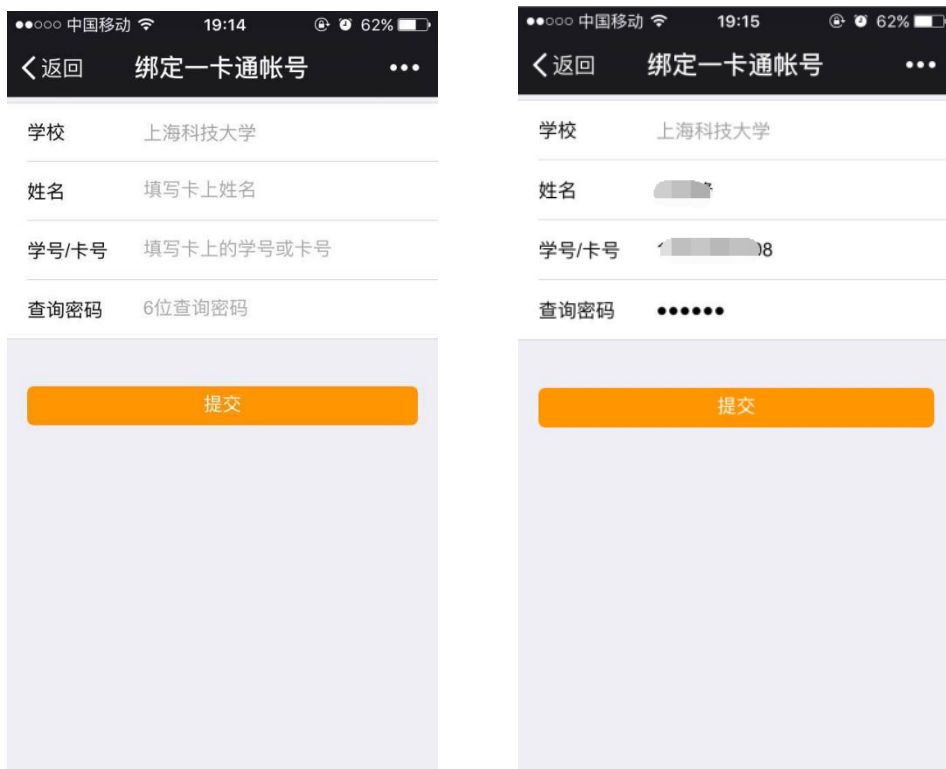 中国移动 19:14 62%
返回 绑定一卡通帐号
学校 上海科技大学
姓名 填写卡上姓名
学号/卡号 填写卡上的学号或卡号
查询密码 6位查询密码
提交
中国移动 19:15 62%
返回 绑定一卡通帐号
学校 上海科技大学
姓名
学号/卡号 08
查询密码 ●●●●●●
提交